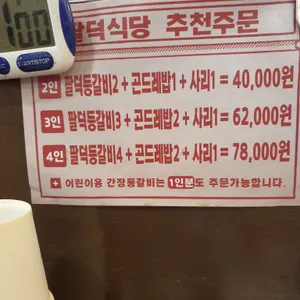 100
ANTISTOP
팔덕식당 추천주문
2인 팔덕등갈비2 + 곤드레밥1 + 사리1 = 40,000원
3인 팔덕등갈비3 + 곤드레밥2 + 사리1 = 62,000원
4인 팔덕등갈비4 + 곤드레밥2 + 사리1 = 78,000원
+ 어린이용 간장등갈비는 1인분도 주문가능합니다.